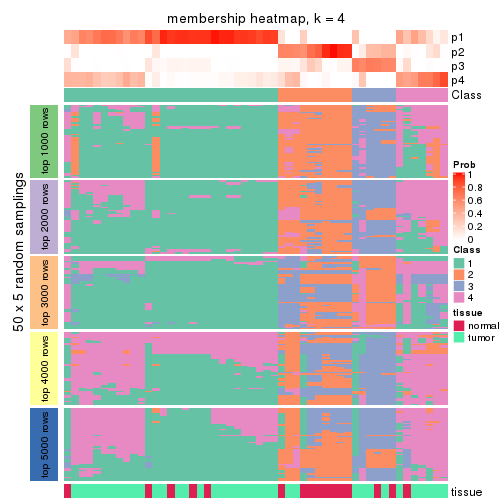 membership heatmap, k = 4
p1
p2
p3
p4
Class
50 x 5 random samplings
top 1000 rows
top 2000 rows
top 3000 rows
top 4000 rows
top 5000 rows
tissue
Prob
1
0.8
0.6
0.4
0.2
0
Class
1
2
3
4
tissue
normal
tumor